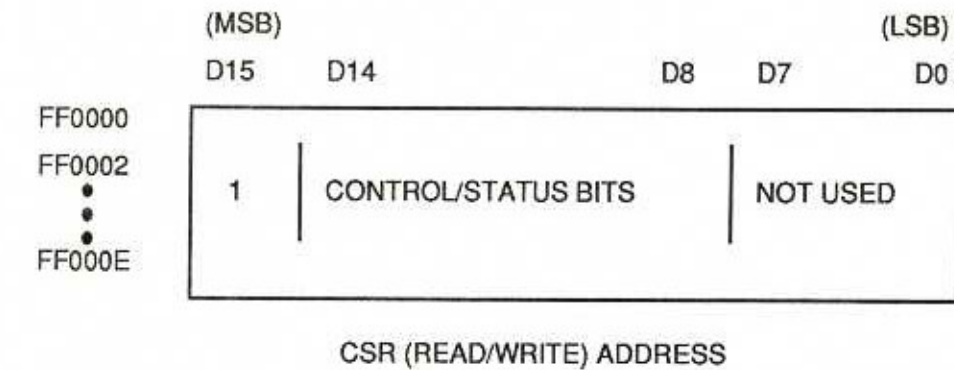 (MSB) (LSB)
D15 D14 D8 D7 D0
FF0000
FF0002
1 CONTROL/STATUS BITS NOT USED
FF000E
CSR (READ/WRITE) ADDRESS